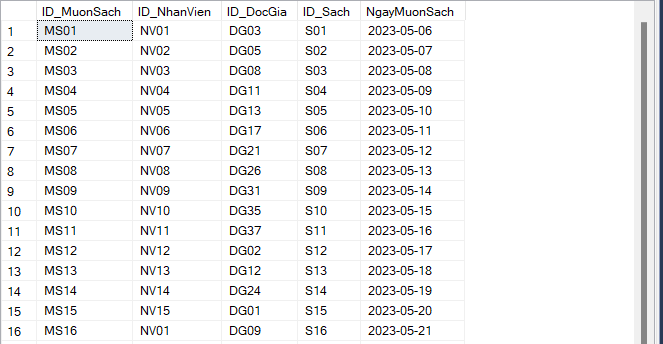 ID_MuonSach ID_NhanVien ID_DocGia ID_Sach NgayMuonSach
1 MS01 NV01 DG03 S01 2023-05-06
2 MS02 NV02 DG05 S02 2023-05-07
3 MS03 NV03 DG08 S03 2023-05-08
4 MS04 NV04 DG11 S04 2023-05-09
5 MS05 NV05 DG13 S05 2023-05-10
6 MS06 NV06 DG17 S06 2023-05-11
7 MS07 NV07 DG21 S07 2023-05-12
8 MS08 NV08 DG26 S08 2023-05-13
9 MS09 NV09 DG31 S09 2023-05-14
10 MS10 NV10 DG35 S10 2023-05-15
11 MS11 NV11 DG37 S11 2023-05-16
12 MS12 NV12 DG02 S12 2023-05-17
13 MS13 NV13 DG12 S13 2023-05-18
14 MS14 NV14 DG24 S14 2023-05-19
15 MS15 NV15 DG01 S15 2023-05-20
16 MS16 NV01 DG09 S16 2023-05-21